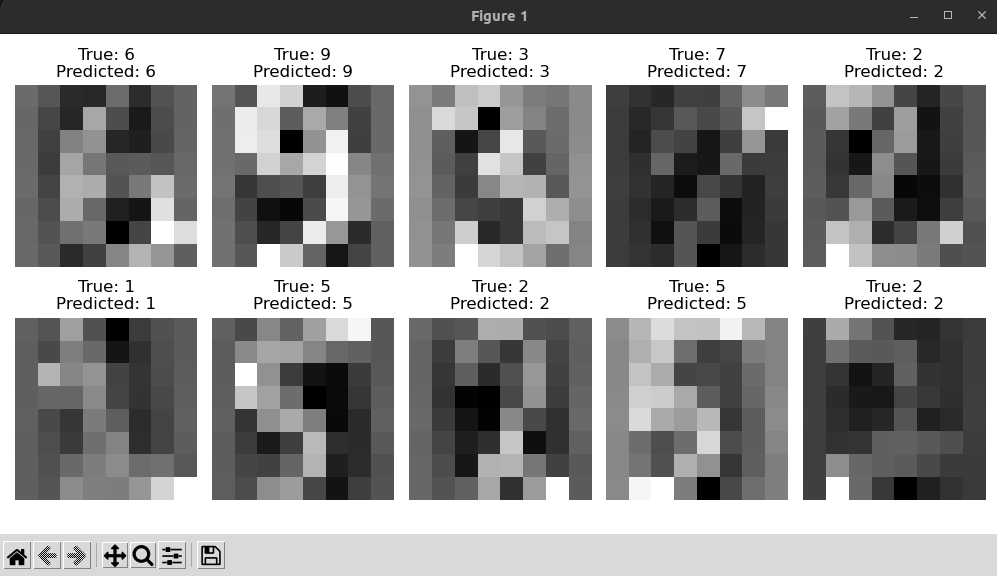 Figure 1
True: 6
Predicted: 6
True: 9
Predicted: 9
True: 3
Predicted: 3
True: 7
Predicted: 7
True: 2
Predicted: 2
True: 1
Predicted: 1
True: 5
Predicted: 5
True: 2
Predicted: 2
True: 5
Predicted: 5
True: 2
Predicted: 2